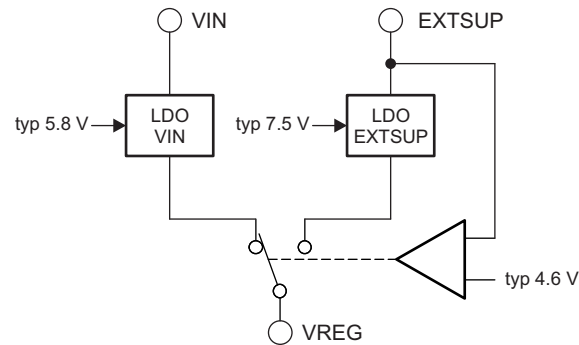 VIN
EXTSUP
typ 5.8 V
LDO
VIN
typ 7.5 V
LDO
EXTSUP
typ 4.6 V
VREG